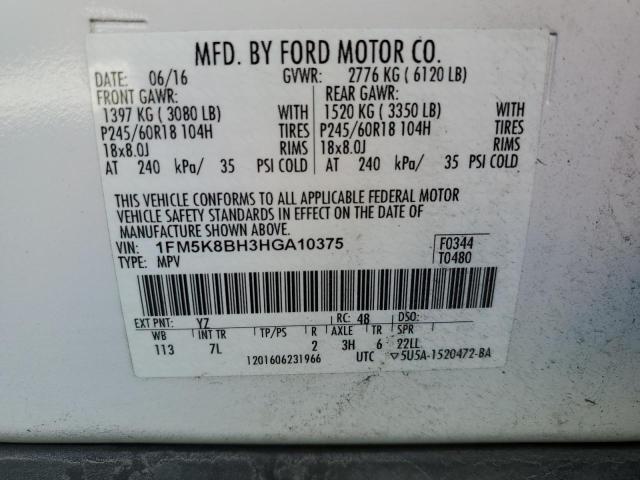 MFD. BY FORD MOTOR CO.
DATE: 06/16 GVWR: 2776 KG ( 6120 LB)
FRONT GAWR: REAR GAWR:
1397 KG ( 3080 LB) WITH 1520 KG ( 3350 LB) WITH
P245/60R18 104H TIRES P245/60R18 104H TIRES
18x8.0J RIMS 18x8.0J RIMS
AT 240 kPa/ 35 PSI COLD AT 240 kPa/ 35 PSI COLD
THIS VEHICLE CONFORMS TO ALL APPLICABLE FEDERAL MOTOR
VEHICLE SAFETY STANDARDS IN EFFECT ON THE DATE OF
MANUFACTURE SHOWN ABOVE.
VIN: 1FM5K8BH3HGA10375 F0344
TYPE: MPV T0480
EXT PNT: YZ RC: 48 DSO:
WB INT TR TP/PS R AXLE TR SPR
113 7L 2 3H 6 22LL
1201606231966 UTC ▽5U5A-1520472-BA